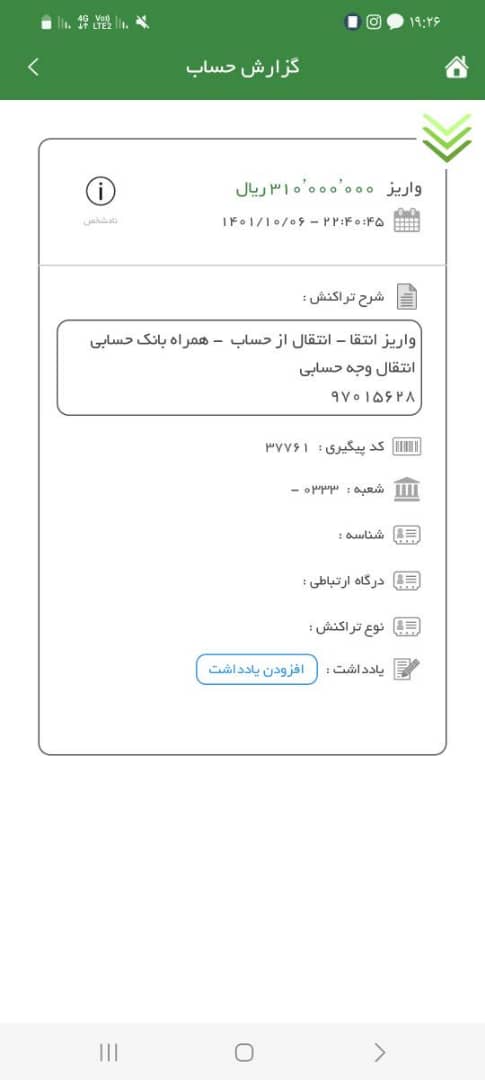 ۱۹:۲۶
4G
Vo))
LTE2
گزارش حساب
واریز ۳۱۰٬۰۰۰٬۰۰۰ ریال
۱۴۰۱/۱۰/۰۶ – ۲۲:۴۰:۴۵
نامشخص
شرح تراکنش :
واریز انتقا – انتقال از حساب – همراه بانک حسابی
انتقال وجه حسابی
۹۷۰۱۵۶۲۸
کد پیگیری : ۳۷۷۶۱
شعبه : ۰۳۳۳ –
شناسه :
درگاه ارتباطی :
نوع تراکنش :
یادداشت : افزودن یادداشت